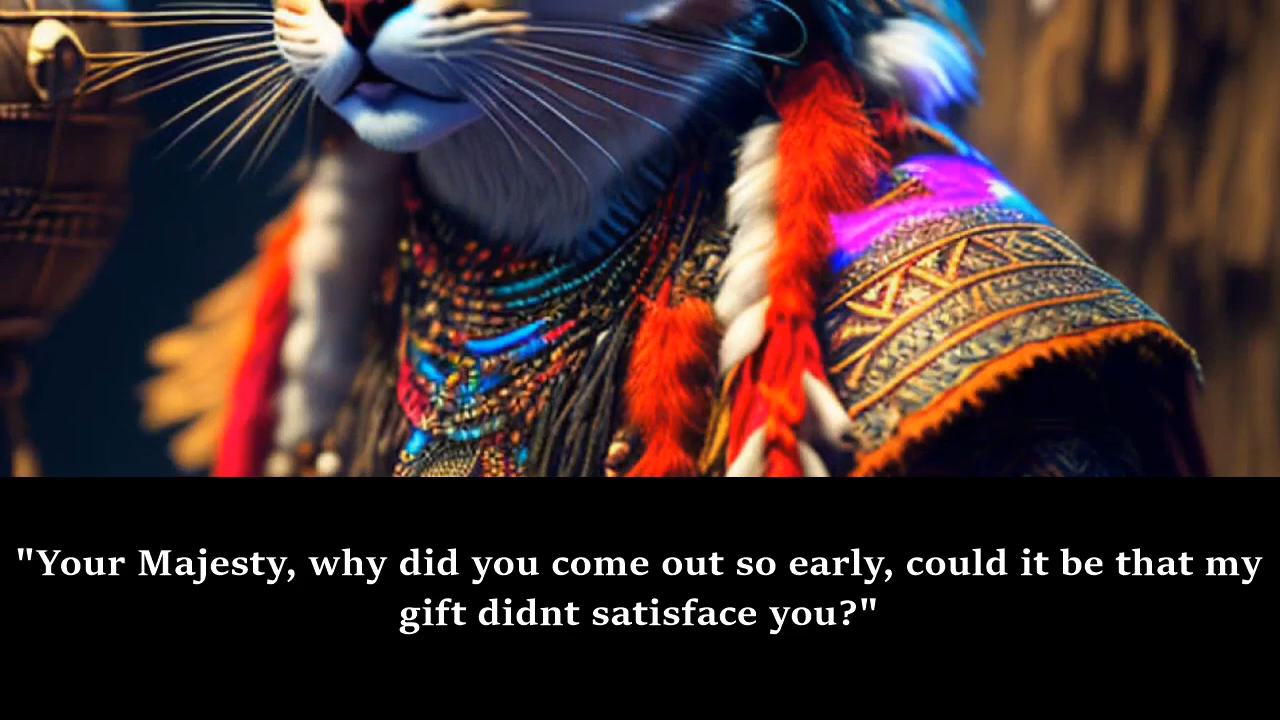 "Your Majesty, why did you come out so early, could it be that my
gift didnt satisface you?"